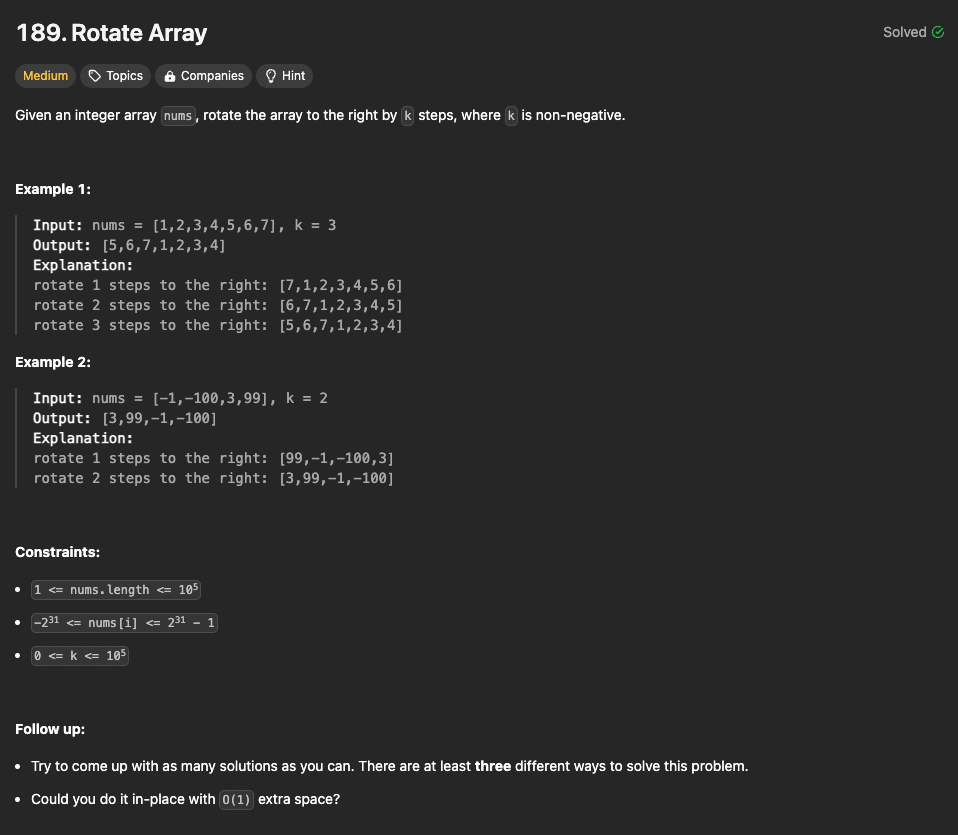 189. Rotate Array
Solved
Medium
Topics
Companies
Hint
Given an integer array nums, rotate the array to the right by k steps, where k is non-negative.
Example 1:
Input: nums = [1,2,3,4,5,6,7], k = 3
Output: [5,6,7,1,2,3,4]
Explanation:
rotate 1 steps to the right: [7,1,2,3,4,5,6]
rotate 2 steps to the right: [6,7,1,2,3,4,5]
rotate 3 steps to the right: [5,6,7,1,2,3,4]
Example 2:
Input: nums = [-1,-100,3,99], k = 2
Output: [3,99,-1,-100]
Explanation:
rotate 1 steps to the right: [99,-1,-100,3]
rotate 2 steps to the right: [3,99,-1,-100]
Constraints:
• 1 <= nums.length <= 10⁵
• -2³¹ <= nums[i] <= 2³¹ - 1
• 0 <= k <= 10⁵
Follow up:
• Try to come up with as many solutions as you can. There are at least three different ways to solve this problem.
• Could you do it in-place with O(1) extra space?